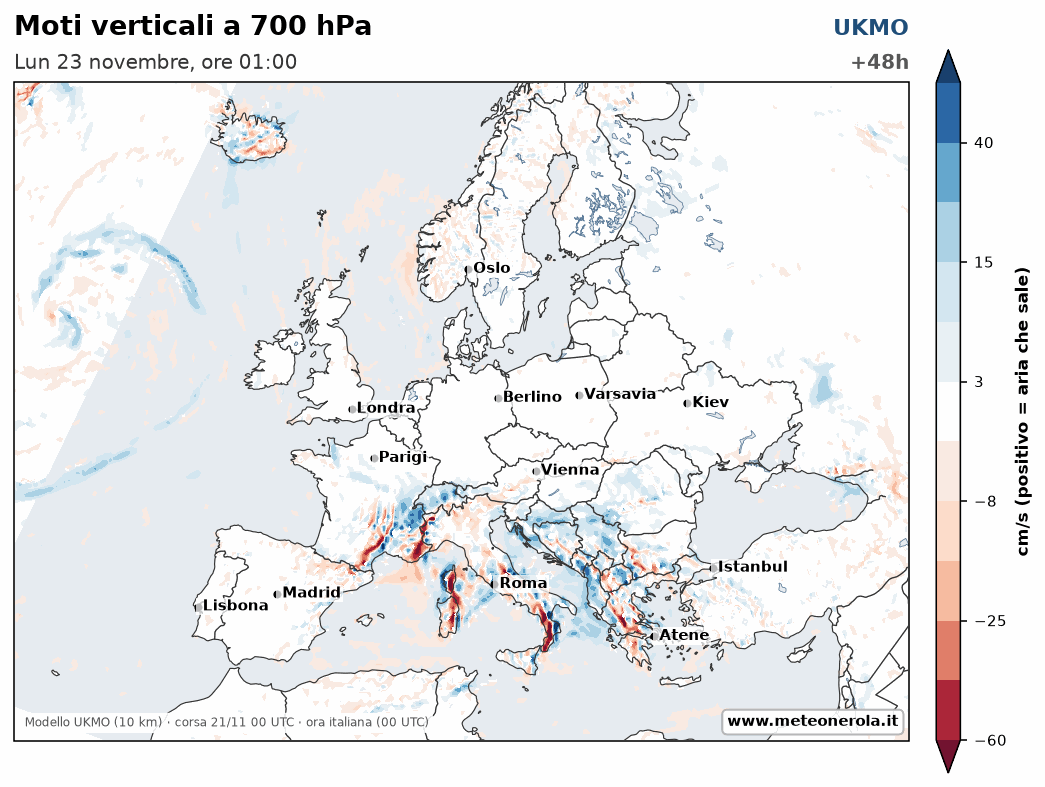 Moti verticali a 700 hPa
UKMO
Lun 23 novembre, ore 01:00
+48h
40
15
3
−8
−25
−60
cm/s (positivo = aria che sale)
Oslo
Berlino
Varsavia
Kiev
Londra
Parigi
Vienna
Istanbul
Madrid
Roma
Lisbona
Atene
Modello UKMO (10 km) · corsa 21/11 00 UTC · ora italiana (00 UTC)
www.meteonerola.it